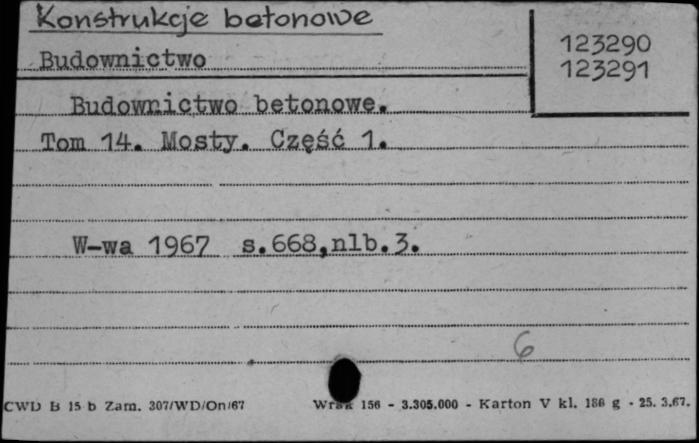 Konstrukcje betonowe
123290
Budownictwo
123291
Budownictwo betonowe.
Tom 14. Mosty. Część 1.
W-wa 1967 s.668,nlb.3.
6
CWD B 15 b Zam. 307/WD/On/67 Wrak 156 - 3.305.000 - Karton V kl. 186 g - 25. 3.67.